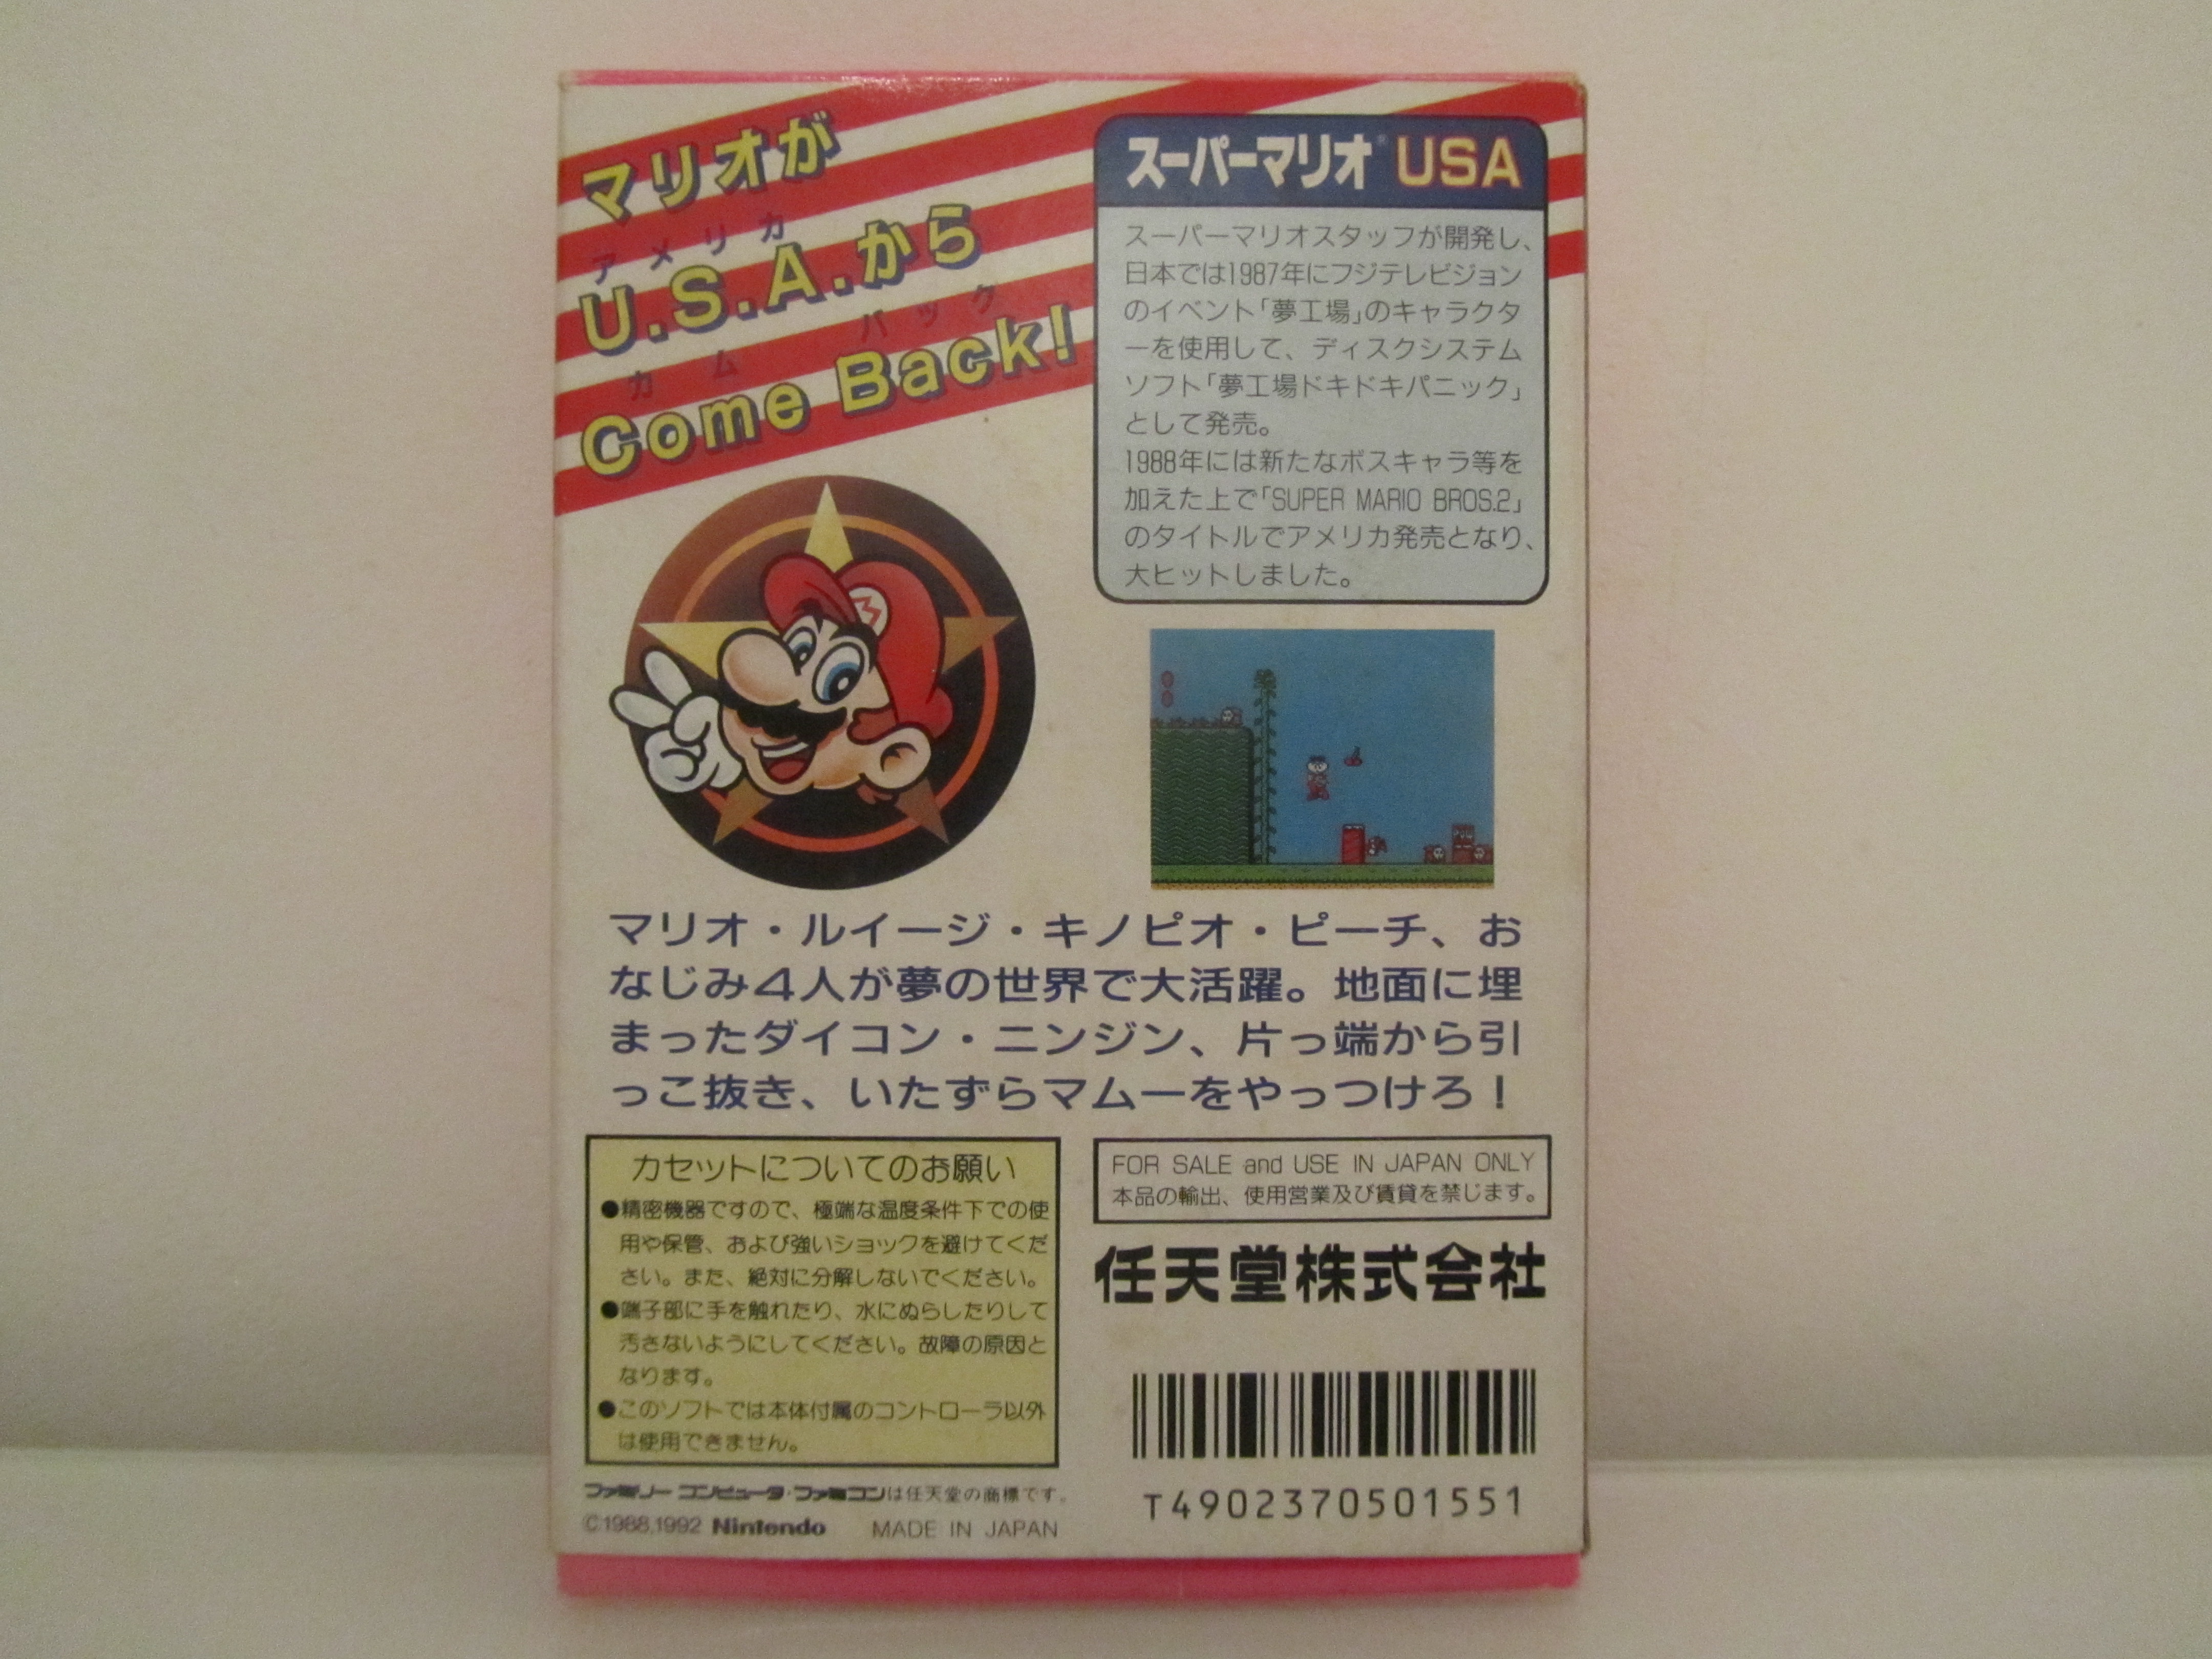 マリオが
アメリカ
U.S.A.から
カム バック
Come Back!
スーパーマリオ® USA
スーパーマリオスタッフが開発し、
日本では1987年にフジテレビジョン
のイベント「夢工場」のキャラクタ
ーを使用して、ディスクシステム
ソフト「夢工場ドキドキパニック」
として発売。
1988年には新たなボスキャラ等を
加えた上で「SUPER MARIO BROS.2」
のタイトルでアメリカ発売となり、
大ヒットしました。
マリオ・ルイージ・キノピオ・ピーチ、お
なじみ4人が夢の世界で大活躍。地面に埋
まったダイコン・ニンジン、片っ端から引
っこ抜き、いたずらマムーをやっつけろ！
カセットについてのお願い
●精密機器ですので、極端な温度条件下での使
用や保管、および強いショックを避けてくだ
さい。また、絶対に分解しないでください。
●端子部に手を触れたり、水にぬらしたりして
汚さないようにしてください。故障の原因と
なります。
●このソフトでは本体付属のコントローラ以外
は使用できません。
ファミリーコンピュータ・ファミコンは任天堂の商標です。
©1988,1992 Nintendo MADE IN JAPAN
FOR SALE and USE IN JAPAN ONLY
本品の輸出、使用営業及び賃貸を禁じます。
任天堂株式会社
T4902370501551